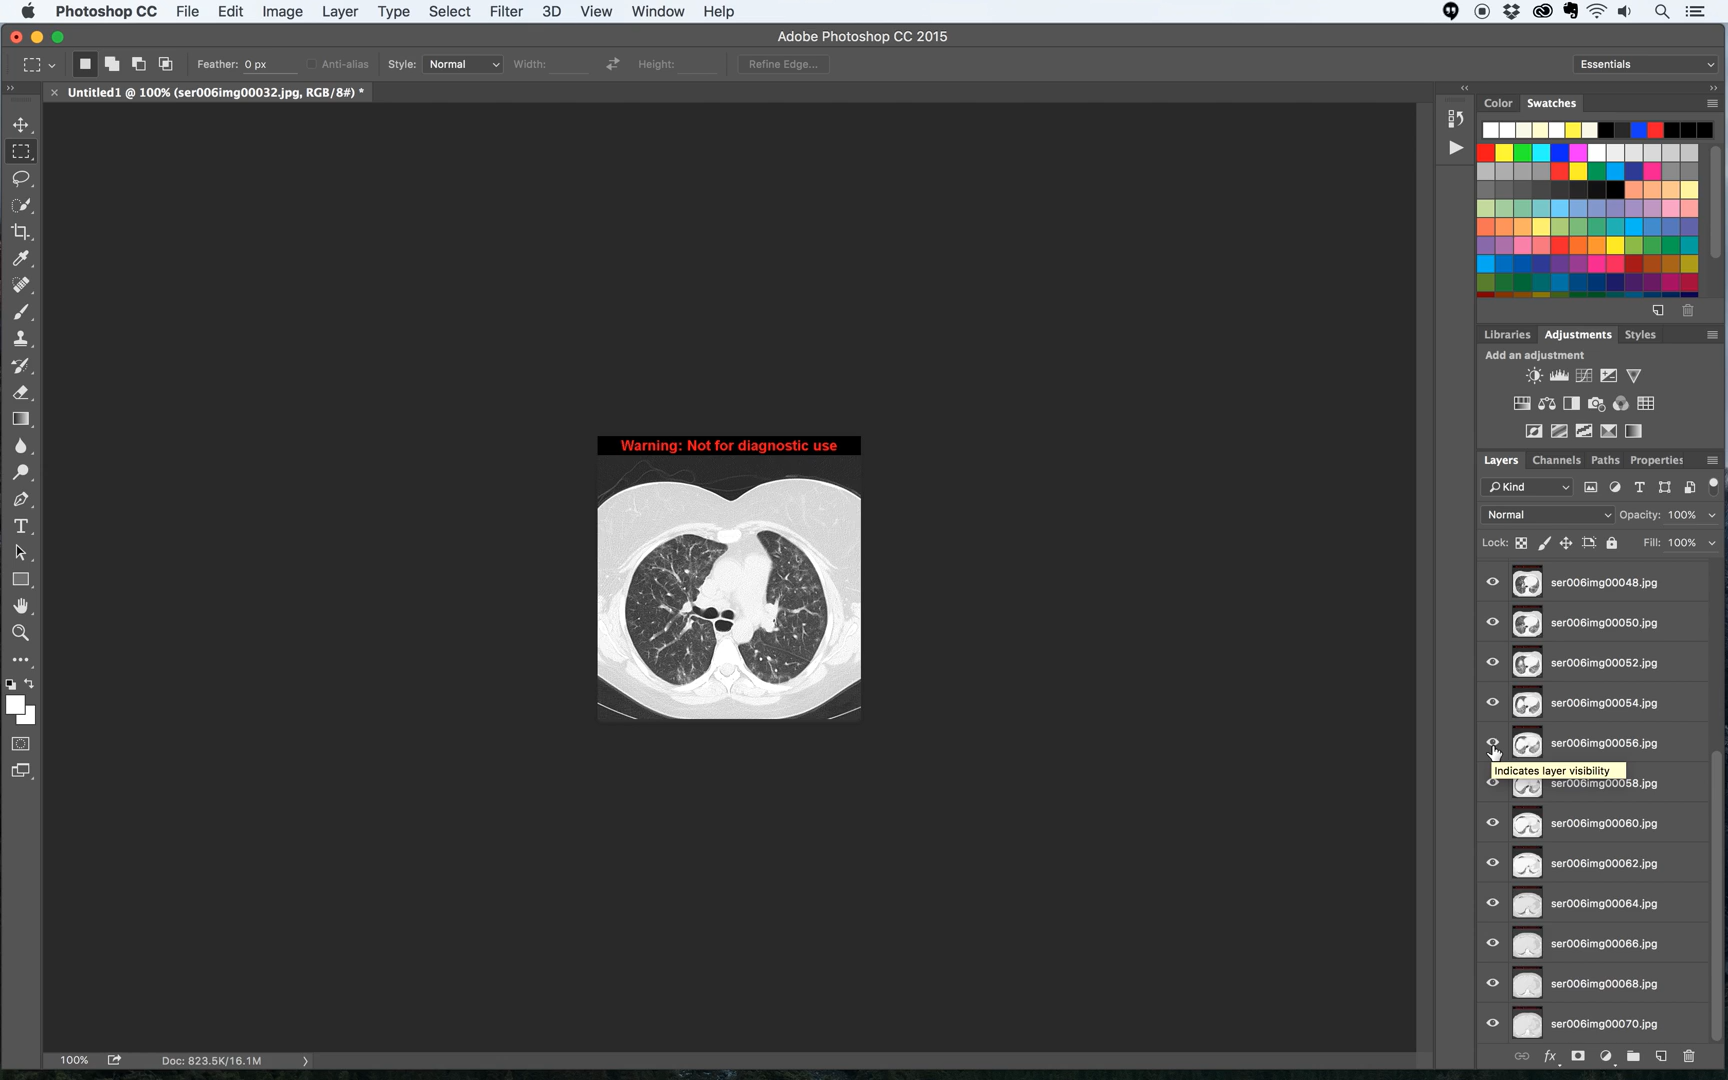 Photoshop CC File Edit Image Layer Type Select Filter 3D View Window Help
Adobe Photoshop CC 2015
Feather: 0 px Anti-alias Style: Normal Width: Height: Refine Edge... Essentials
Untitled1 @ 100% (ser006img00032.jpg, RGB/8#) *
Color Swatches
Libraries Adjustments Styles
Add an adjustment
Warning: Not for diagnostic use
Layers Channels Paths Properties
Kind
Normal Opacity: 100%
Lock: Fill: 100%
ser006img00048.jpg
ser006img00050.jpg
ser006img00052.jpg
ser006img00054.jpg
ser006img00056.jpg
Indicates layer visibility
ser006img00058.jpg
ser006img00060.jpg
ser006img00062.jpg
ser006img00064.jpg
ser006img00066.jpg
ser006img00068.jpg
ser006img00070.jpg
100% Doc: 823.5K/16.1M
fx